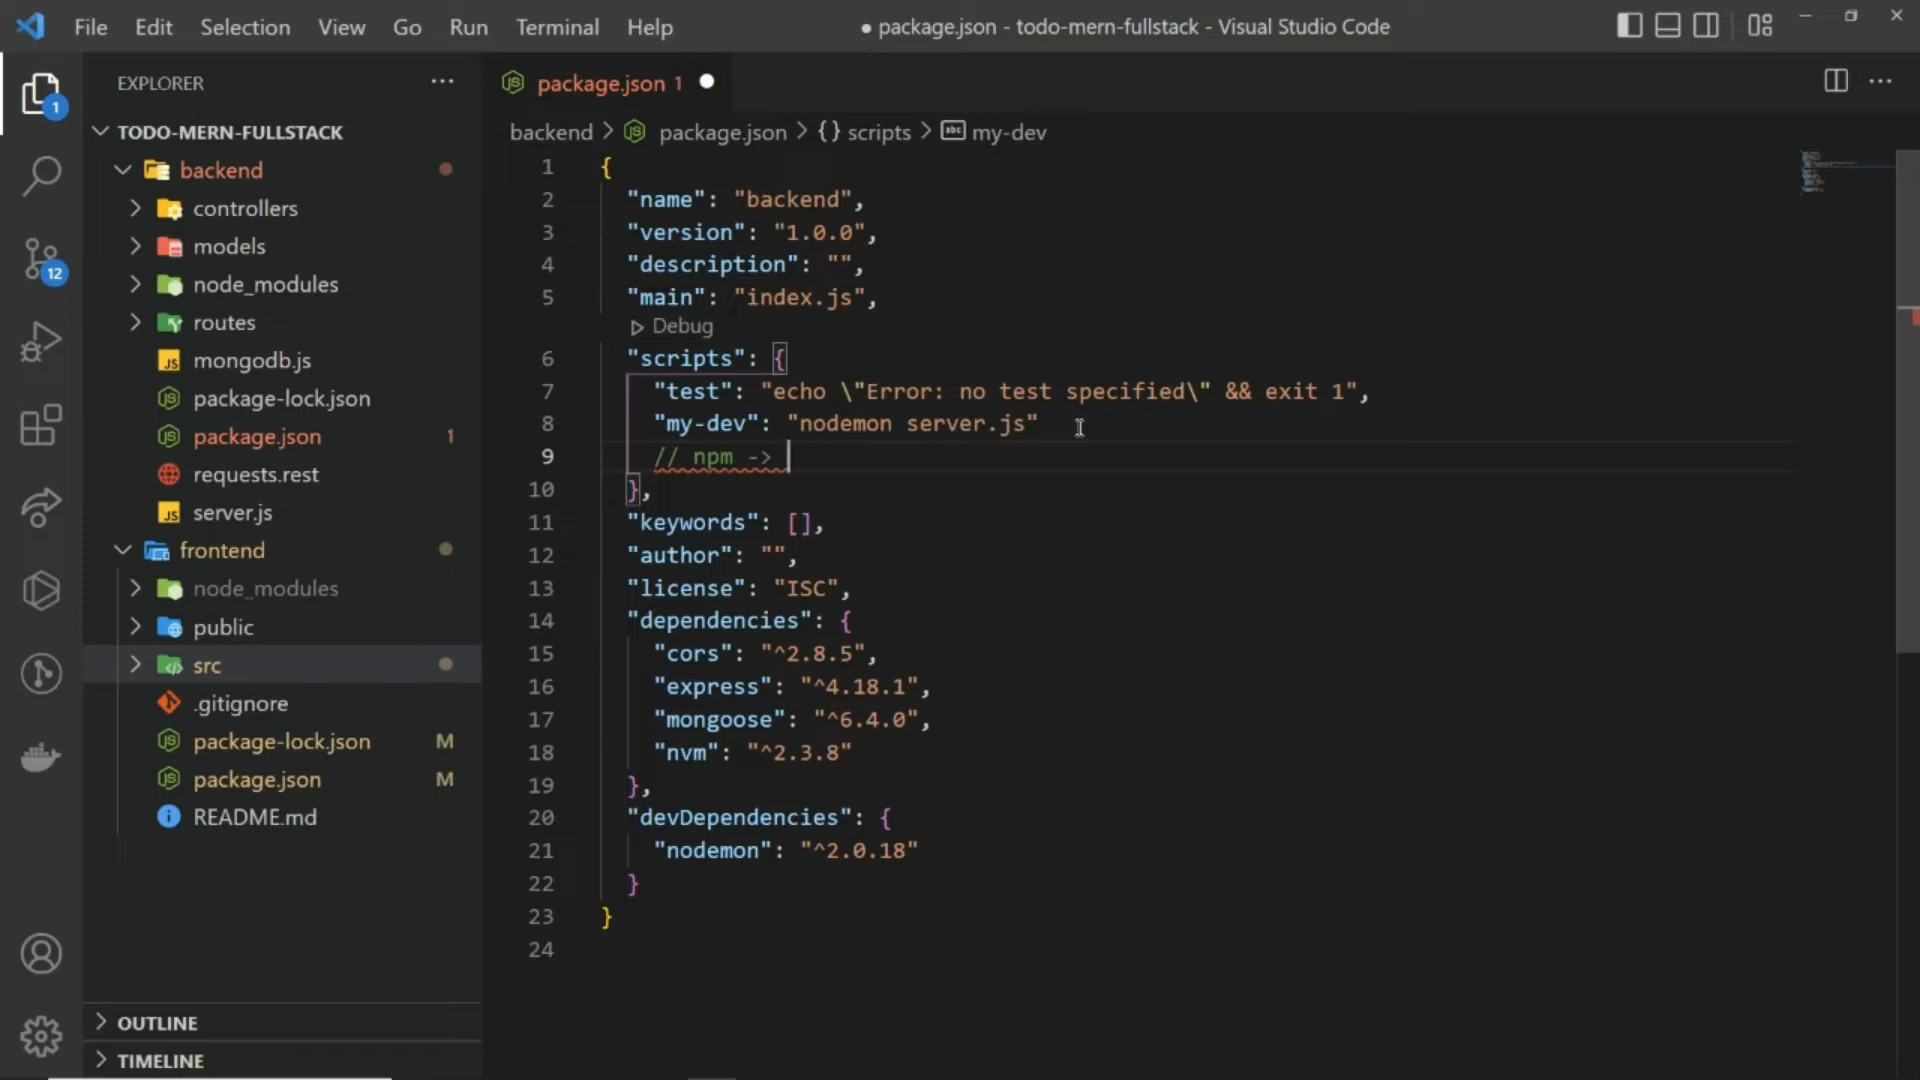 File Edit Selection View Go Run Terminal Help
● package.json - todo-mern-fullstack - Visual Studio Code
EXPLORER
TODO-MERN-FULLSTACK
backend
controllers
models
node_modules
routes
mongodb.js
package-lock.json
package.json 1
requests.rest
server.js
frontend
node_modules
public
src
.gitignore
package-lock.json M
package.json M
README.md
OUTLINE
TIMELINE
1
12
package.json 1
backend > package.json > {} scripts > abc my-dev
1 {
2 "name": "backend",
3 "version": "1.0.0",
4 "description": "",
5 "main": "index.js",
Debug
6 "scripts": {
7 "test": "echo \"Error: no test specified\" && exit 1",
8 "my-dev": "nodemon server.js"
9 // npm ->
10 },
11 "keywords": [],
12 "author": "",
13 "license": "ISC",
14 "dependencies": {
15 "cors": "^2.8.5",
16 "express": "^4.18.1",
17 "mongoose": "^6.4.0",
18 "nvm": "^2.3.8"
19 },
20 "devDependencies": {
21 "nodemon": "^2.0.18"
22 }
23 }
24